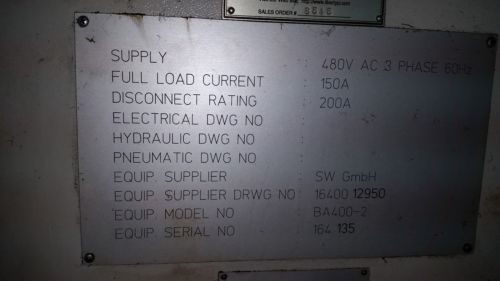 SALES ORDER #
SUPPLY : 480V AC 3 PHASE 60Hz
FULL LOAD CURRENT : 150A
DISCONNECT RATING : 200A
ELECTRICAL DWG NO :
HYDRAULIC DWG NO :
PNEUMATIC DWG NO :
EQUIP. SUPPLIER : SW GmbH
EQUIP. SUPPLIER DRWG NO : 16400 12950
EQUIP. MODEL NO : BA400-2
EQUIP. SERIAL NO : 164 135